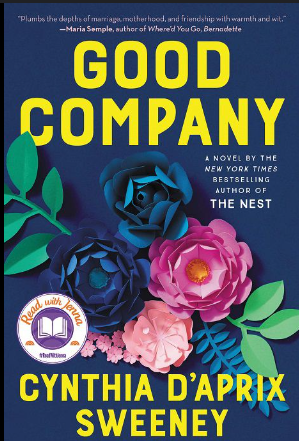 "Plumbs the depths of marriage, motherhood, and friendship with warmth and wit."
—Maria Semple, author of Where'd You Go, Bernadette
GOOD
COMPANY
A NOVEL BY THE
NEW YORK TIMES
BESTSELLING
AUTHOR OF
THE NEST
Read with Jenna
CYNTHIA D'APRIX
SWEENEY